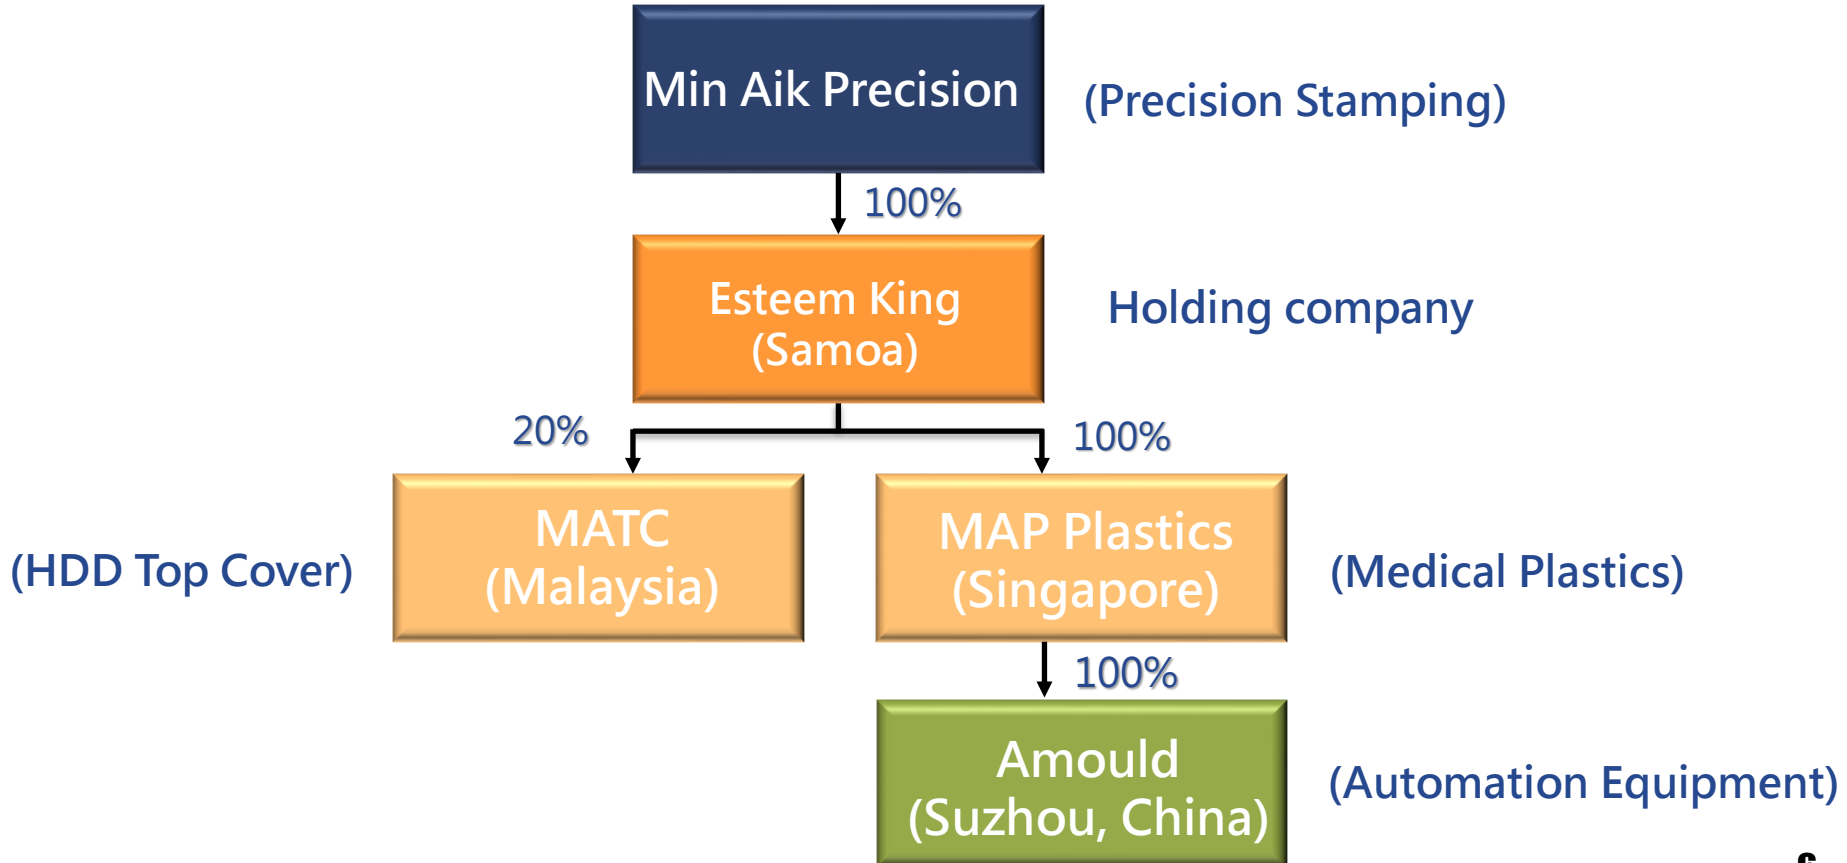 Min Aik Precision
(Precision Stamping)
100%
Esteem King
(Samoa)
Holding company
20%
100%
(HDD Top Cover)
MATC
(Malaysia)
MAP Plastics
(Singapore)
(Medical Plastics)
100%
Amould
(Suzhou, China)
(Automation Equipment)